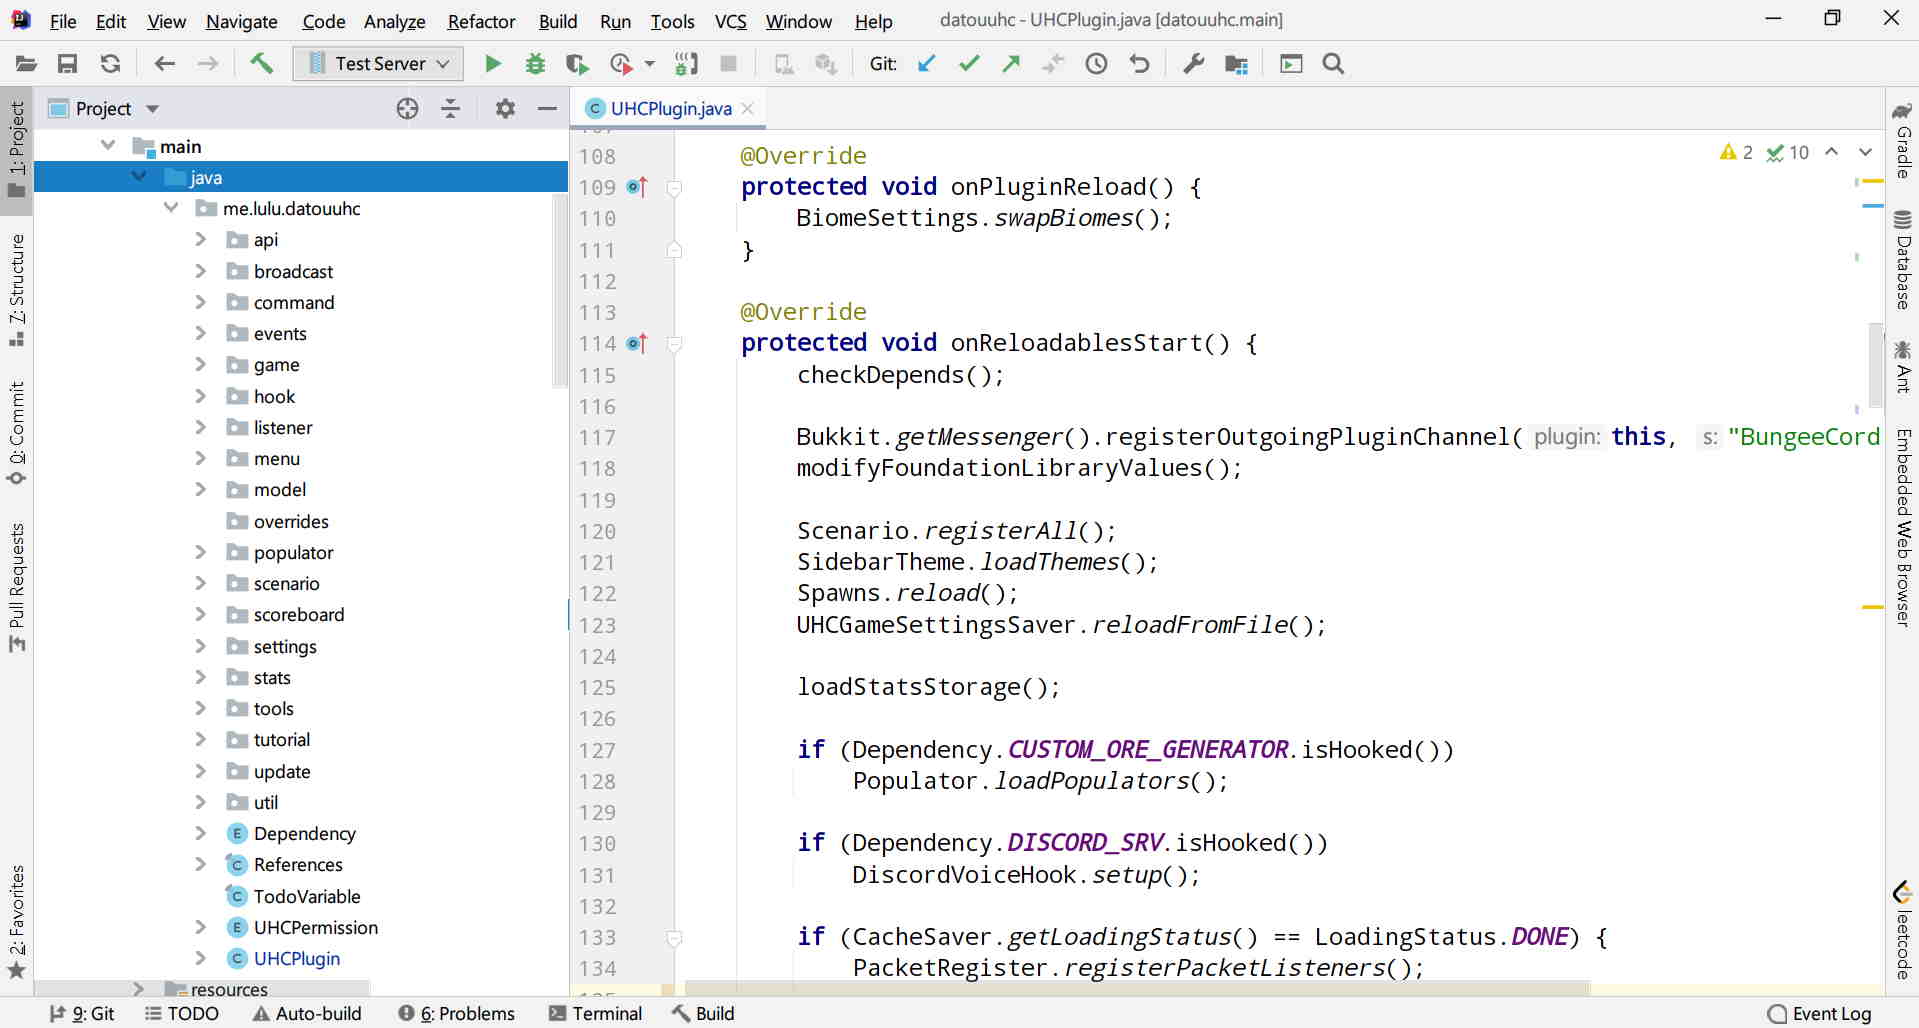 File Edit View Navigate Code Analyze Refactor Build Run Tools VCS Window Help datouuhc - UHCPlugin.java [datouuhc.main]
Test Server Git:
1: Project
Z: Structure
0: Commit
Pull Requests
2: Favorites
Project
main
java
me.lulu.datouuhc
api
broadcast
command
events
game
hook
listener
menu
model
overrides
populator
scenario
scoreboard
settings
stats
tools
tutorial
update
util
E Dependency
C References
C TodoVariable
E UHCPermission
C UHCPlugin
resources
C UHCPlugin.java
2 10
108 @Override
109 protected void onPluginReload() {
110 BiomeSettings.swapBiomes();
111 }
112
113 @Override
114 protected void onReloadablesStart() {
115 checkDepends();
116
117 Bukkit.getMessenger().registerOutgoingPluginChannel( plugin: this, s: "BungeeCord
118 modifyFoundationLibraryValues();
119
120 Scenario.registerAll();
121 SidebarTheme.loadThemes();
122 Spawns.reload();
123 UHCGameSettingsSaver.reloadFromFile();
124
125 loadStatsStorage();
126
127 if (Dependency.CUSTOM_ORE_GENERATOR.isHooked())
128 Populator.loadPopulators();
129
130 if (Dependency.DISCORD_SRV.isHooked())
131 DiscordVoiceHook.setup();
132
133 if (CacheSaver.getLoadingStatus() == LoadingStatus.DONE) {
134 PacketRegister.registerPacketListeners();
Gradle
Database
Ant
Embedded Web Browser
leetcode
9: Git TODO Auto-build 6: Problems Terminal Build Event Log